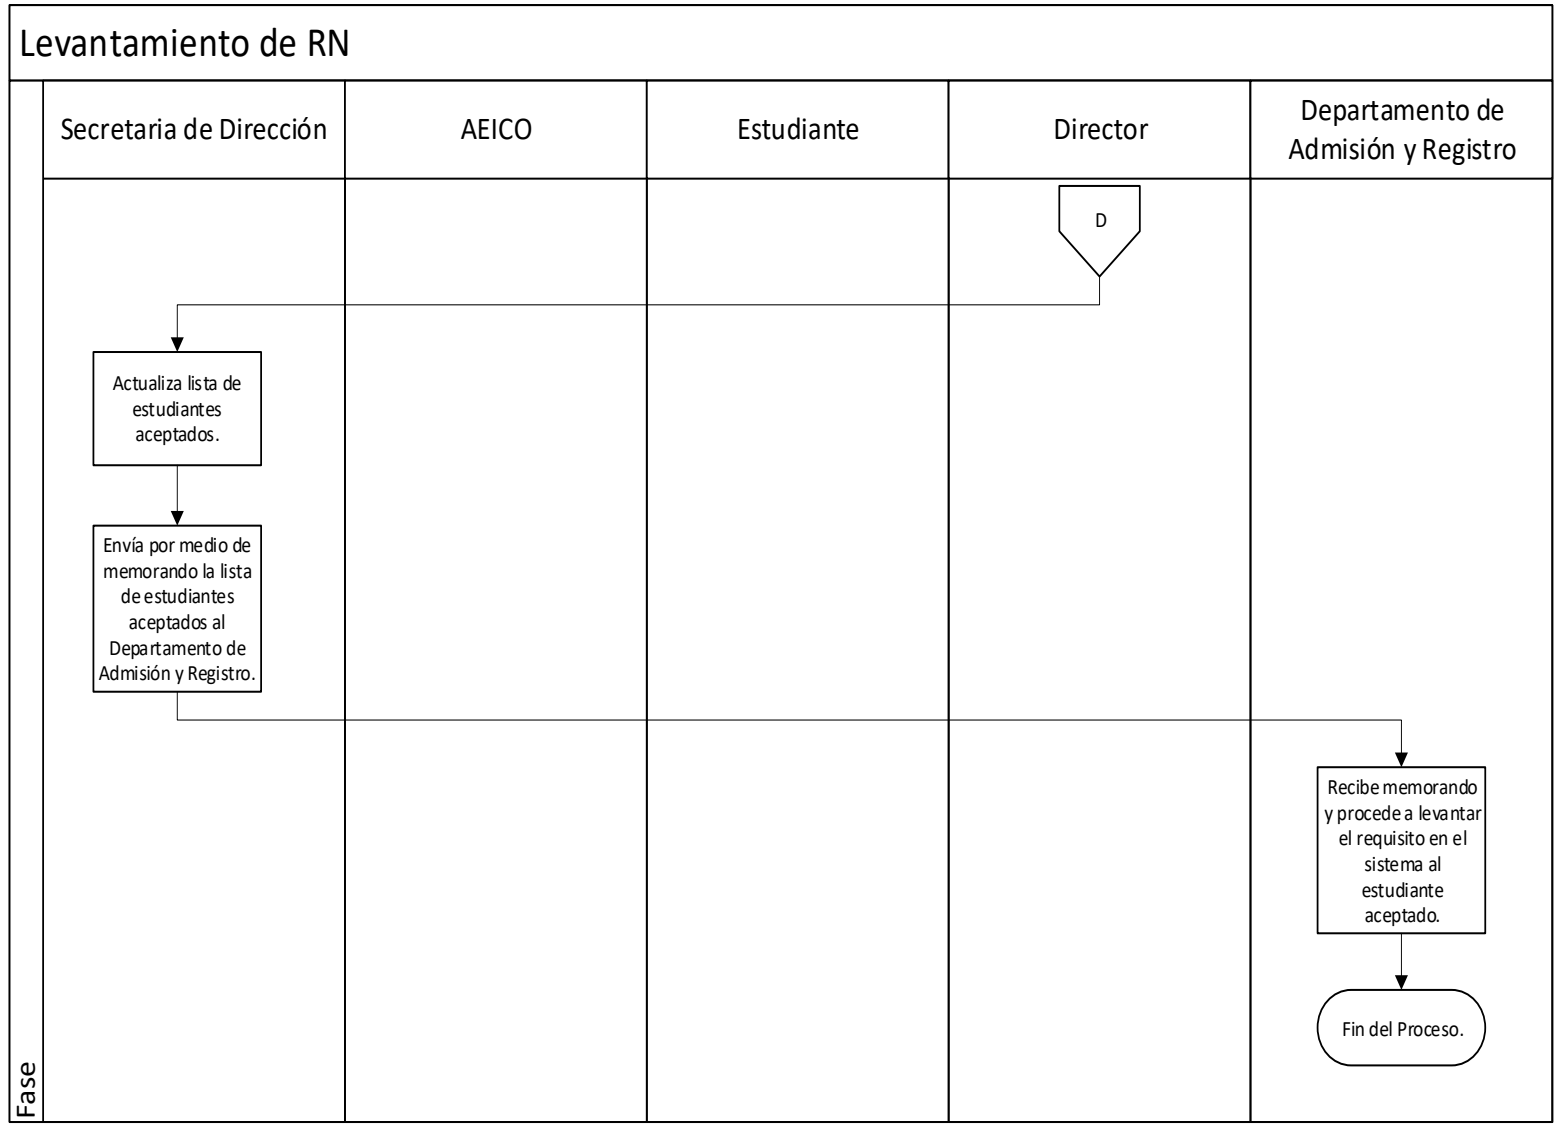 Levantamiento de RN
Secretaria de Dirección
AEICO
Estudiante
Director
Departamento de
Admisión y Registro
D
Actualiza lista de
estudiantes
aceptados.
Envía por medio de
memorando la lista
de estudiantes
aceptados al
Departamento de
Admisión y Registro.
Recibe memorando
y procede a levantar
el requisito en el
sistema al
estudiante
aceptado.
Fin del Proceso.
Fase